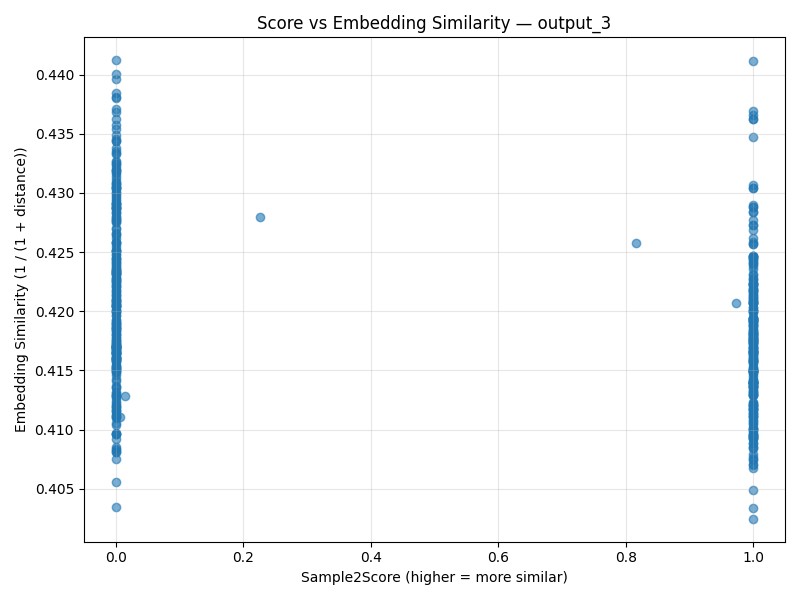 Score vs Embedding Similarity — output_3
Embedding Similarity (1 / (1 + distance))
0.440
0.435
0.430
0.425
0.420
0.415
0.410
0.405
0.0 0.2 0.4 0.6 0.8 1.0
Sample2Score (higher = more similar)